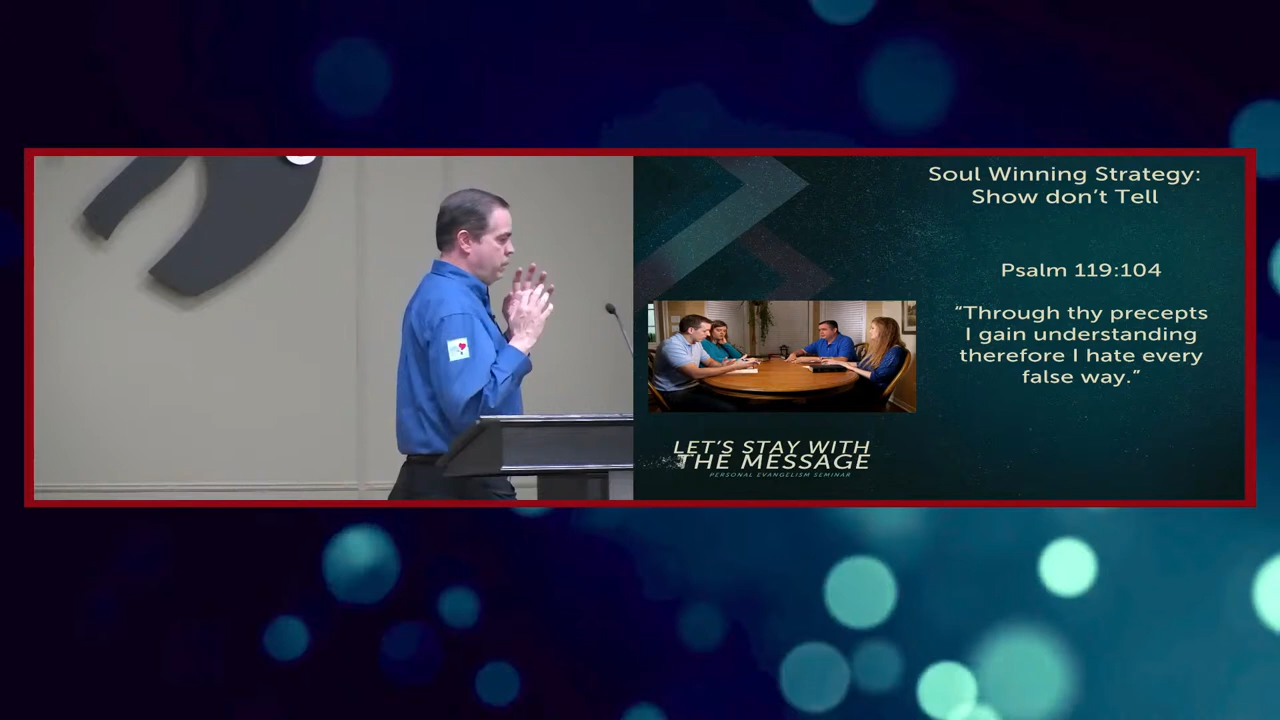 Soul Winning Strategy:
Show don't Tell
Psalm 119:104
"Through thy precepts
I gain understanding
therefore I hate every
false way."
LET'S STAY WITH
THE MESSAGE
PERSONAL EVANGELISM SEMINAR